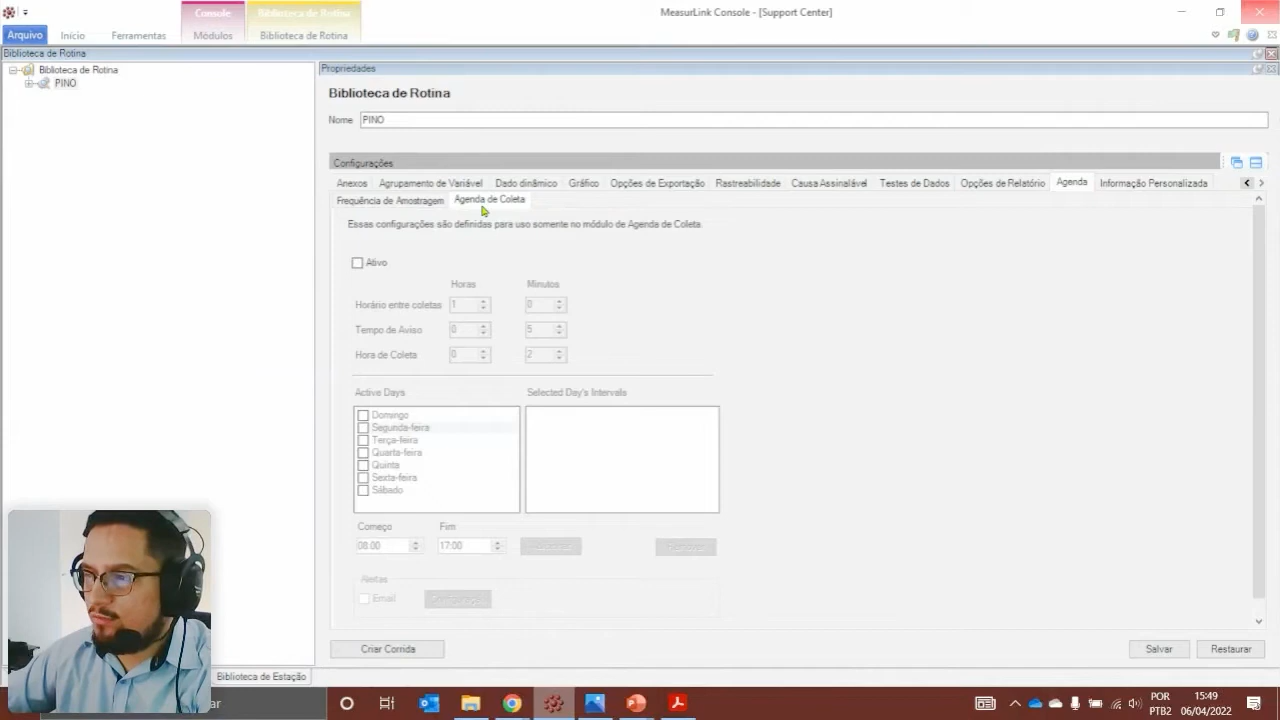 Console
Biblioteca de Rotina
MeasurLink Console - [Support Center]
Arquivo
Início
Ferramentas
Módulos
Biblioteca de Rotina
Biblioteca de Rotina
Propriedades
Biblioteca de Rotina
PINO
Biblioteca de Rotina
Nome
PINO
Configurações
Anexos
Agrupamento de Variável
Dado dinâmico
Gráfico
Opções de Exportação
Rastreabilidade
Causa Assinalável
Testes de Dados
Opções de Relatório
Agenda
Informação Personalizada
Frequência de Amostragem
Agenda de Coleta
Essas configurações são definidas para uso somente no módulo de Agenda de Coleta.
Ativo
Horas
Minutos
Horário entre coletas
1
0
Tempo de Aviso
0
5
Hora de Coleta
0
2
Active Days
Selected Day's Intervals
Domingo
Segunda-feira
Terça-feira
Quarta-feira
Quinta
Sexta-feira
Sábado
Começo
Fim
08:00
17:00
Alertas
Email
Criar Corrida
Salvar
Restaurar
Biblioteca de Estação
ar
POR
PTB2
15:49
06/04/2022